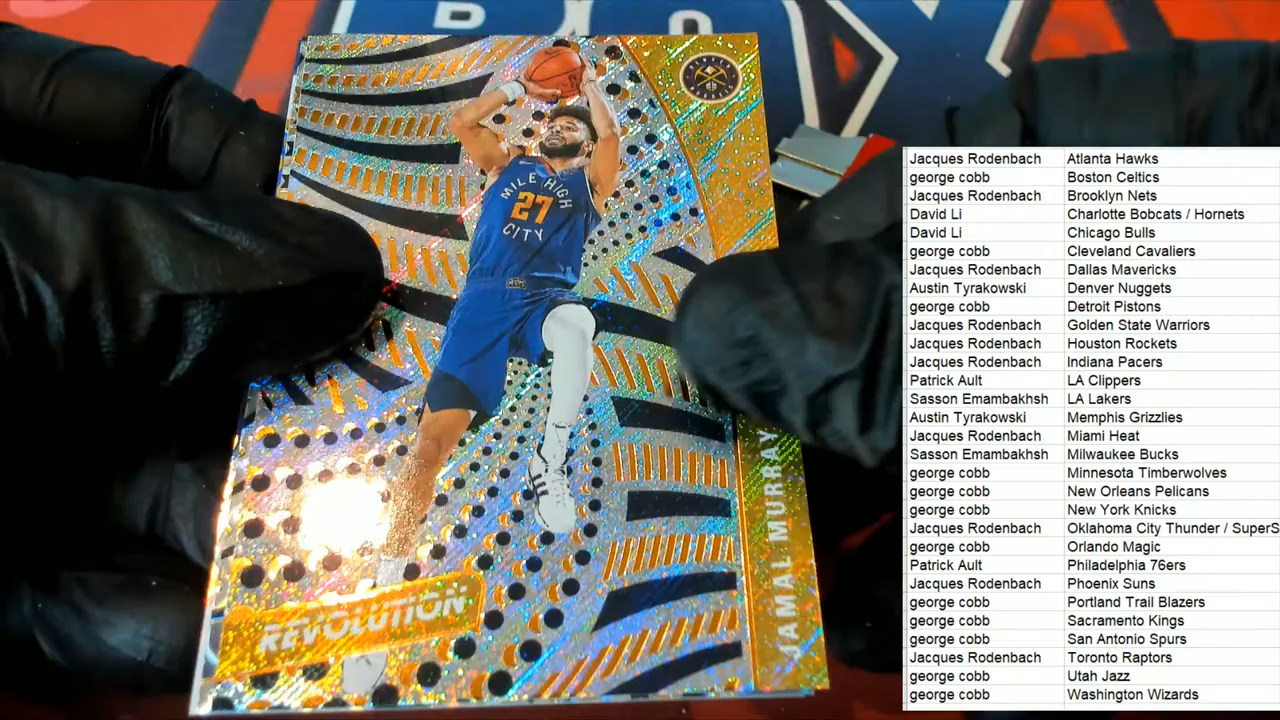 B O
MILE HIGH
27
CITY
REVOLUTION
JAMAL MURRAY
Jacques Rodenbach Atlanta Hawks
george cobb Boston Celtics
Jacques Rodenbach Brooklyn Nets
David Li Charlotte Bobcats / Hornets
David Li Chicago Bulls
george cobb Cleveland Cavaliers
Jacques Rodenbach Dallas Mavericks
Austin Tyrakowski Denver Nuggets
george cobb Detroit Pistons
Jacques Rodenbach Golden State Warriors
Jacques Rodenbach Houston Rockets
Jacques Rodenbach Indiana Pacers
Patrick Ault LA Clippers
Sasson Emambakhsh LA Lakers
Austin Tyrakowski Memphis Grizzlies
Jacques Rodenbach Miami Heat
Sasson Emambakhsh Milwaukee Bucks
george cobb Minnesota Timberwolves
george cobb New Orleans Pelicans
george cobb New York Knicks
Jacques Rodenbach Oklahoma City Thunder / SuperS
george cobb Orlando Magic
Patrick Ault Philadelphia 76ers
Jacques Rodenbach Phoenix Suns
george cobb Portland Trail Blazers
george cobb Sacramento Kings
george cobb San Antonio Spurs
Jacques Rodenbach Toronto Raptors
george cobb Utah Jazz
george cobb Washington Wizards